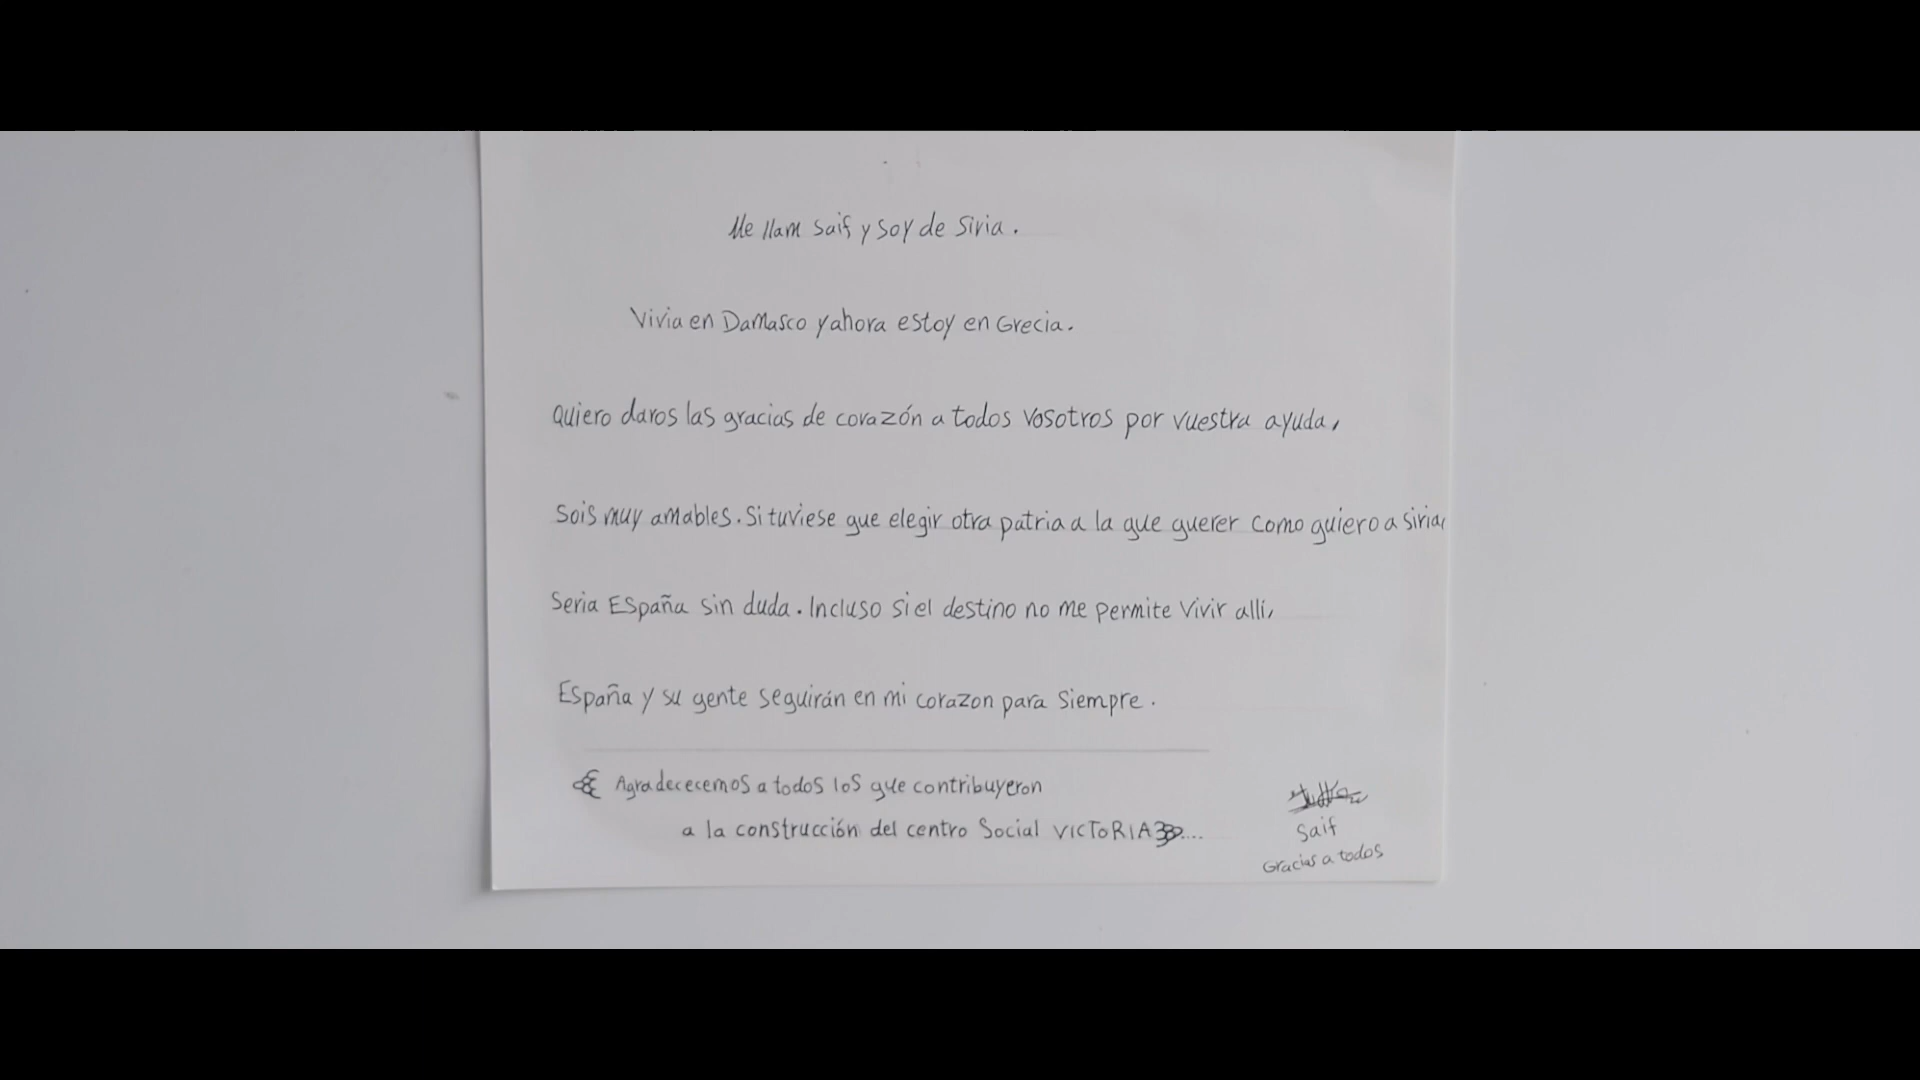 Me llam saif y soy de Siria.
Vivia en Damasco y ahora estoy en Grecia.
Quiero daros las gracias de corazón a todos vosotros por vuestra ayuda,
Sois muy amables. Si tuviese que elegir otra patria a la que querer como quiero a siria,
Seria España sin duda. Incluso si el destino no me permite vivir alli,
España y su gente seguirán en mi corazon para siempre.
Agradececemos a todos los que contribuyeron
a la construcción del centro Social VICTORIA....
Saif
Gracias a todos